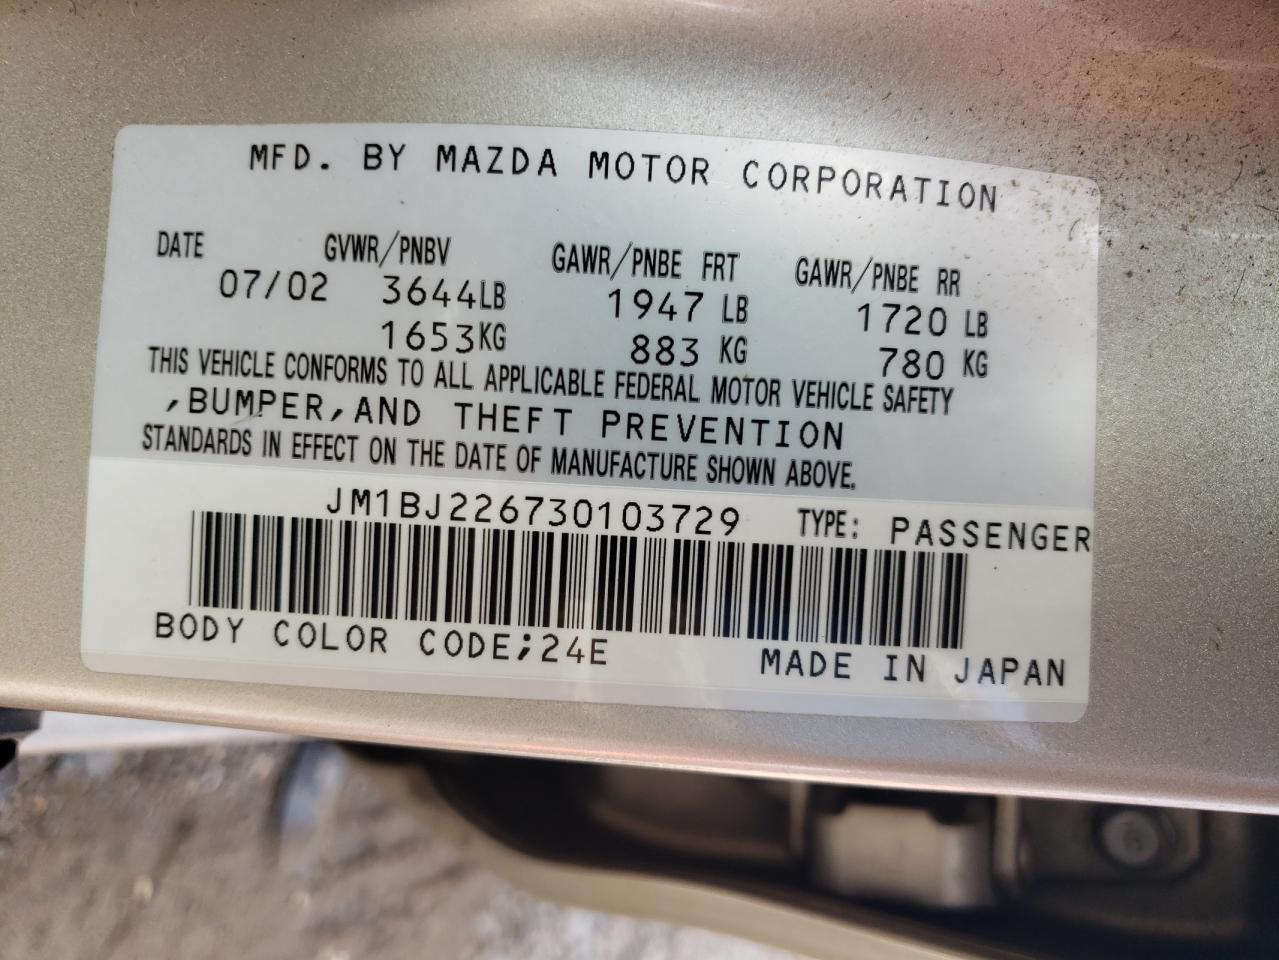 MFD. BY MAZDA MOTOR CORPORATION
DATE GVWR/PNBV GAWR/PNBE FRT GAWR/PNBE RR
07/02 3644LB 1947 LB 1720 LB
1653KG 883 KG 780 KG
THIS VEHICLE CONFORMS TO ALL APPLICABLE FEDERAL MOTOR VEHICLE SAFETY
,BUMPER,AND THEFT PREVENTION
STANDARDS IN EFFECT ON THE DATE OF MANUFACTURE SHOWN ABOVE.
JM1BJ226730103729 TYPE: PASSENGER
BODY COLOR CODE;24E
MADE IN JAPAN